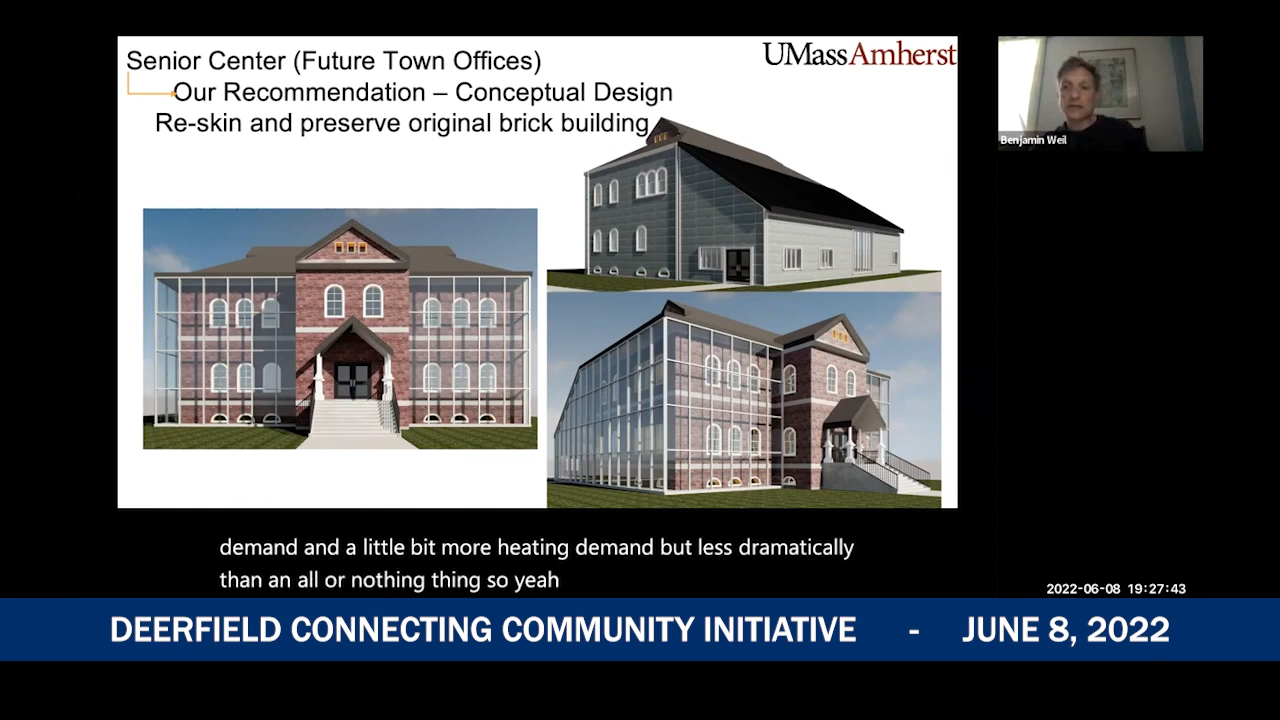 Senior Center (Future Town Offices)
UMassAmherst
Our Recommendation – Conceptual Design
Re-skin and preserve original brick building
Benjamin Weil
demand and a little bit more heating demand but less dramatically
than an all or nothing thing so yeah
2022-06-08 19:27:43
DEERFIELD CONNECTING COMMUNITY INITIATIVE - JUNE 8, 2022